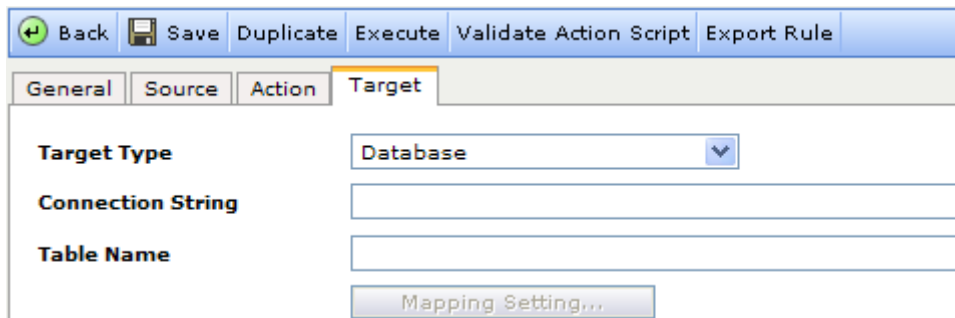 Back Save Duplicate Execute Validate Action Script Export Rule
General Source Action Target
Target Type Database
Connection String
Table Name
Mapping Setting...